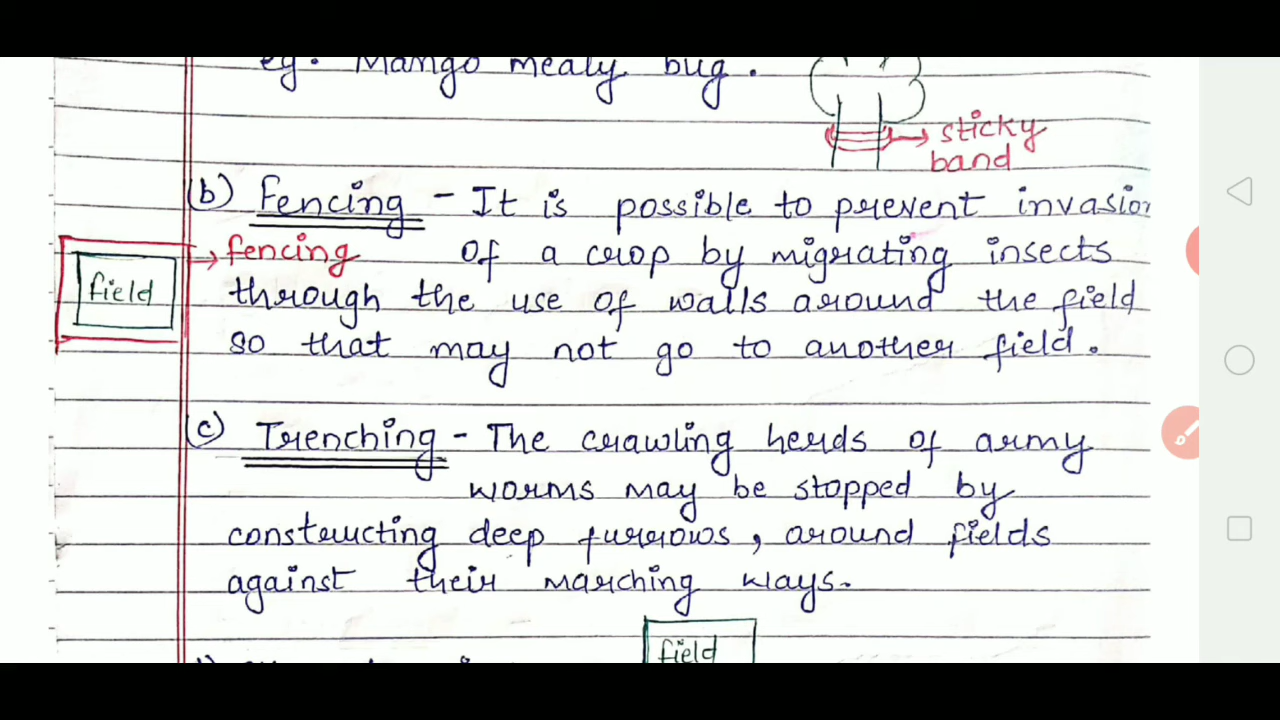 eg. Mango mealy bug.
sticky
band
(b) Fencing - It is possible to prevent invasion
fencing of a crop by migrating insects
field
through the use of walls around the field
so that may not go to another field.
(c) Trenching - The crawling herds of army
worms may be stopped by
constructing deep furrows, around fields
against their marching ways.
field